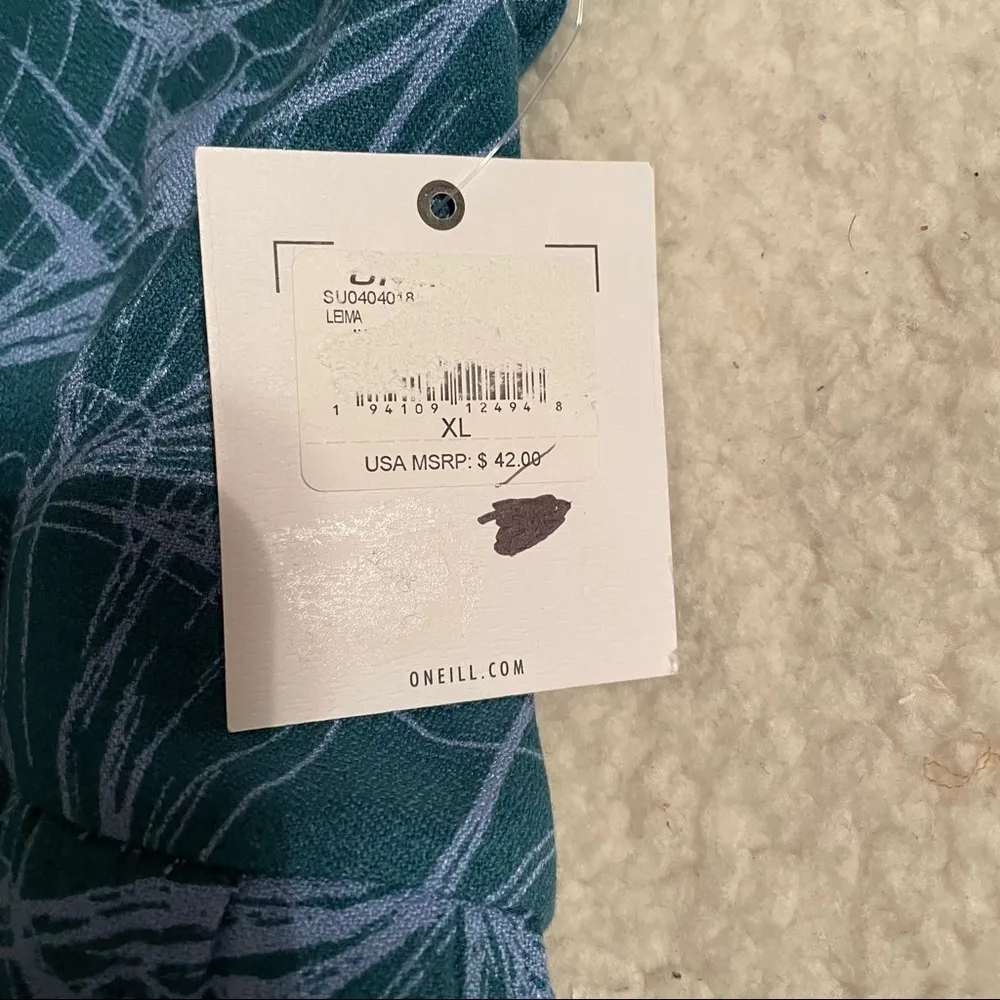 SU0404018
LEIMA
1 94109 12494 8
XL
USA MSRP: $ 42.00
ONEILL.COM